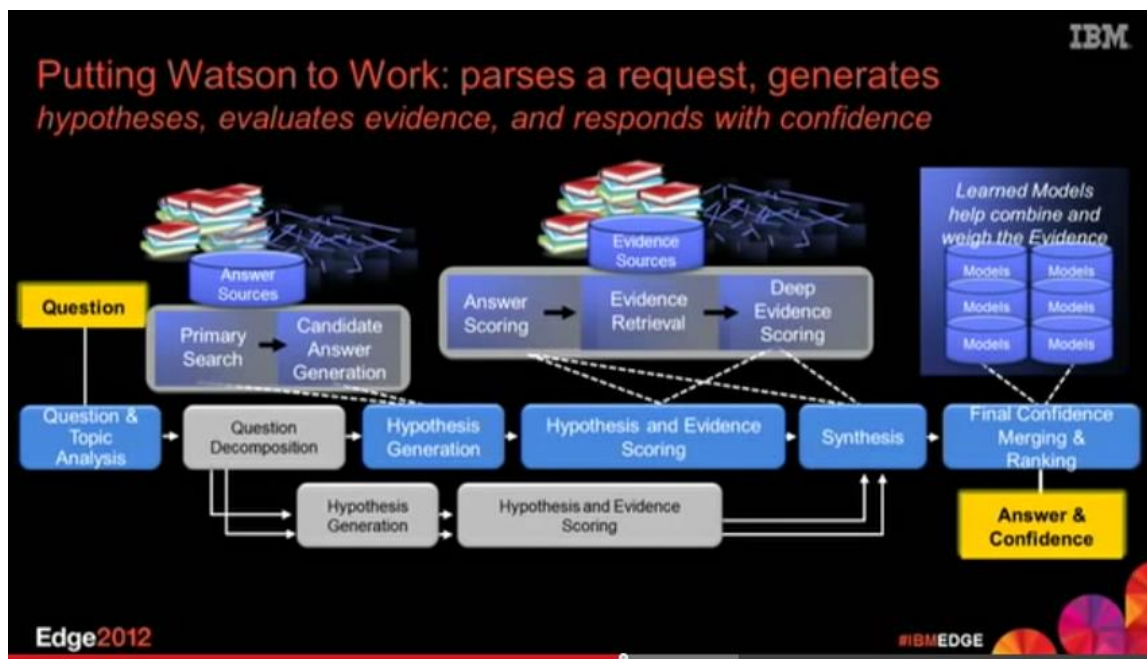 IBM
Putting Watson to Work: parses a request, generates
hypotheses, evaluates evidence, and responds with confidence
Learned Models
help combine and
weigh the Evidence
Answer
Sources
Evidence
Sources
Models Models
Models Models
Models Models
Question
Primary
Search
Candidate
Answer
Generation
Answer
Scoring
Evidence
Retrieval
Deep
Evidence
Scoring
Question &
Topic
Analysis
Question
Decomposition
Hypothesis
Generation
Hypothesis and Evidence
Scoring
Synthesis
Final Confidence
Merging &
Ranking
Hypothesis
Generation
Hypothesis and Evidence
Scoring
Answer &
Confidence
Edge2012
#IBMEDGE